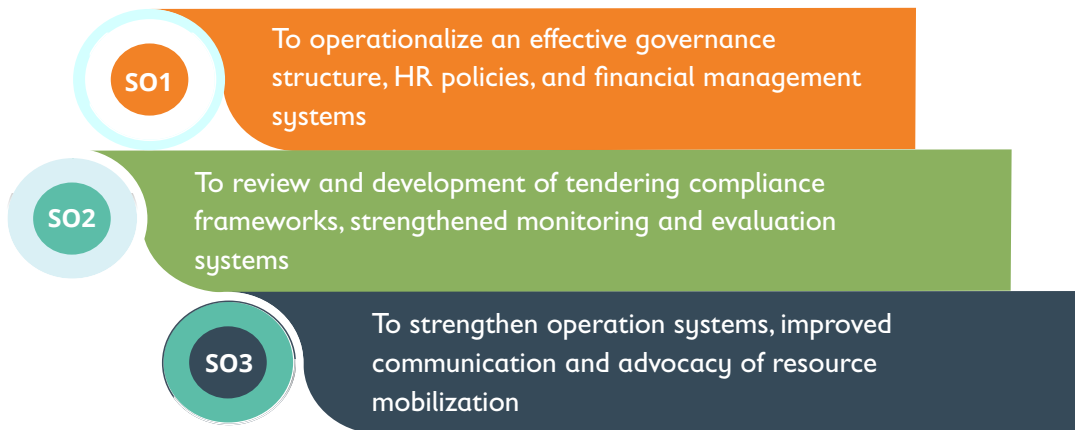 SO1
To operationalize an effective governance
structure, HR policies, and financial management
systems
SO2
To review and development of tendering compliance
frameworks, strengthened monitoring and evaluation
systems
SO3
To strengthen operation systems, improved
communication and advocacy of resource
mobilization